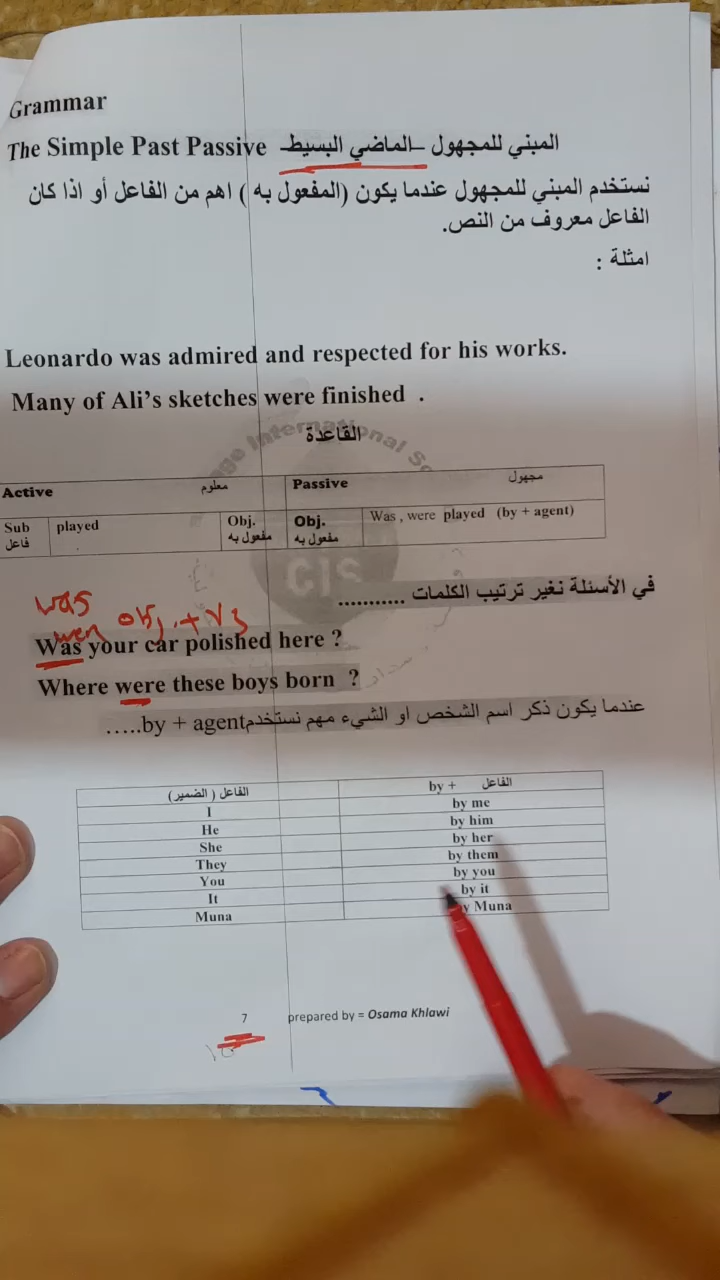 Grammar
The Simple Past Passive المبني للمجهول –الماضي البسيط-
نستخدم المبني للمجهول عندما يكون (المفعول به ) اهم من الفاعل أو اذا كان
الفاعل معروف من النص.
امثلة :
Leonardo was admired and respected for his works.
Many of Ali's sketches were finished .
القاعدة
Active معلوم Passive مجهول
Sub فاعل played Obj. مفعول به Obj. مفعول به Was , were played (by + agent)
في الأسئلة نغير ترتيب الكلمات ...........
was
were obj. + V3
Was your car polished here ?
Where were these boys born ?
عندما يكون ذكر اسم الشخص او الشيء مهم نستخدم by + agent.....
الفاعل ( الضمير) by + الفاعل
I by me
He by him
She by her
They by them
You by you
It by it
Muna y Muna
7 prepared by = Osama Khlawi